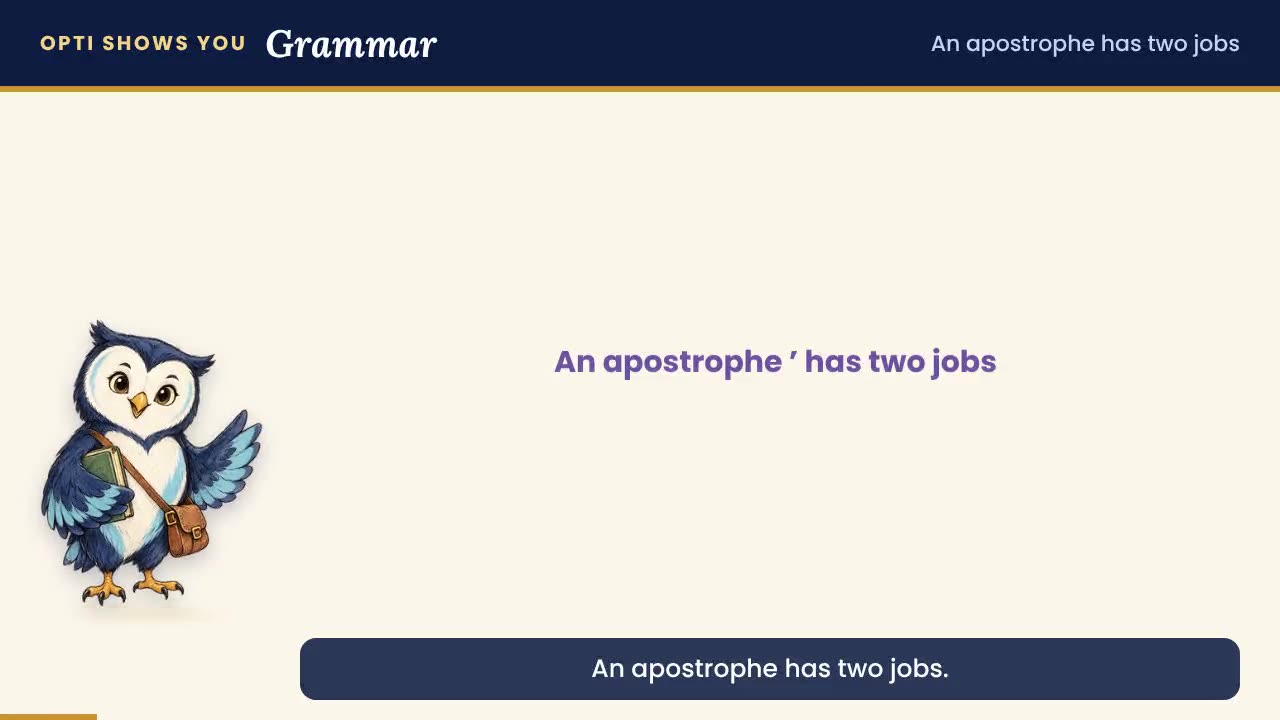 OPTI SHOWS YOU Grammar
An apostrophe has two jobs
An apostrophe ’ has two jobs
An apostrophe has two jobs.